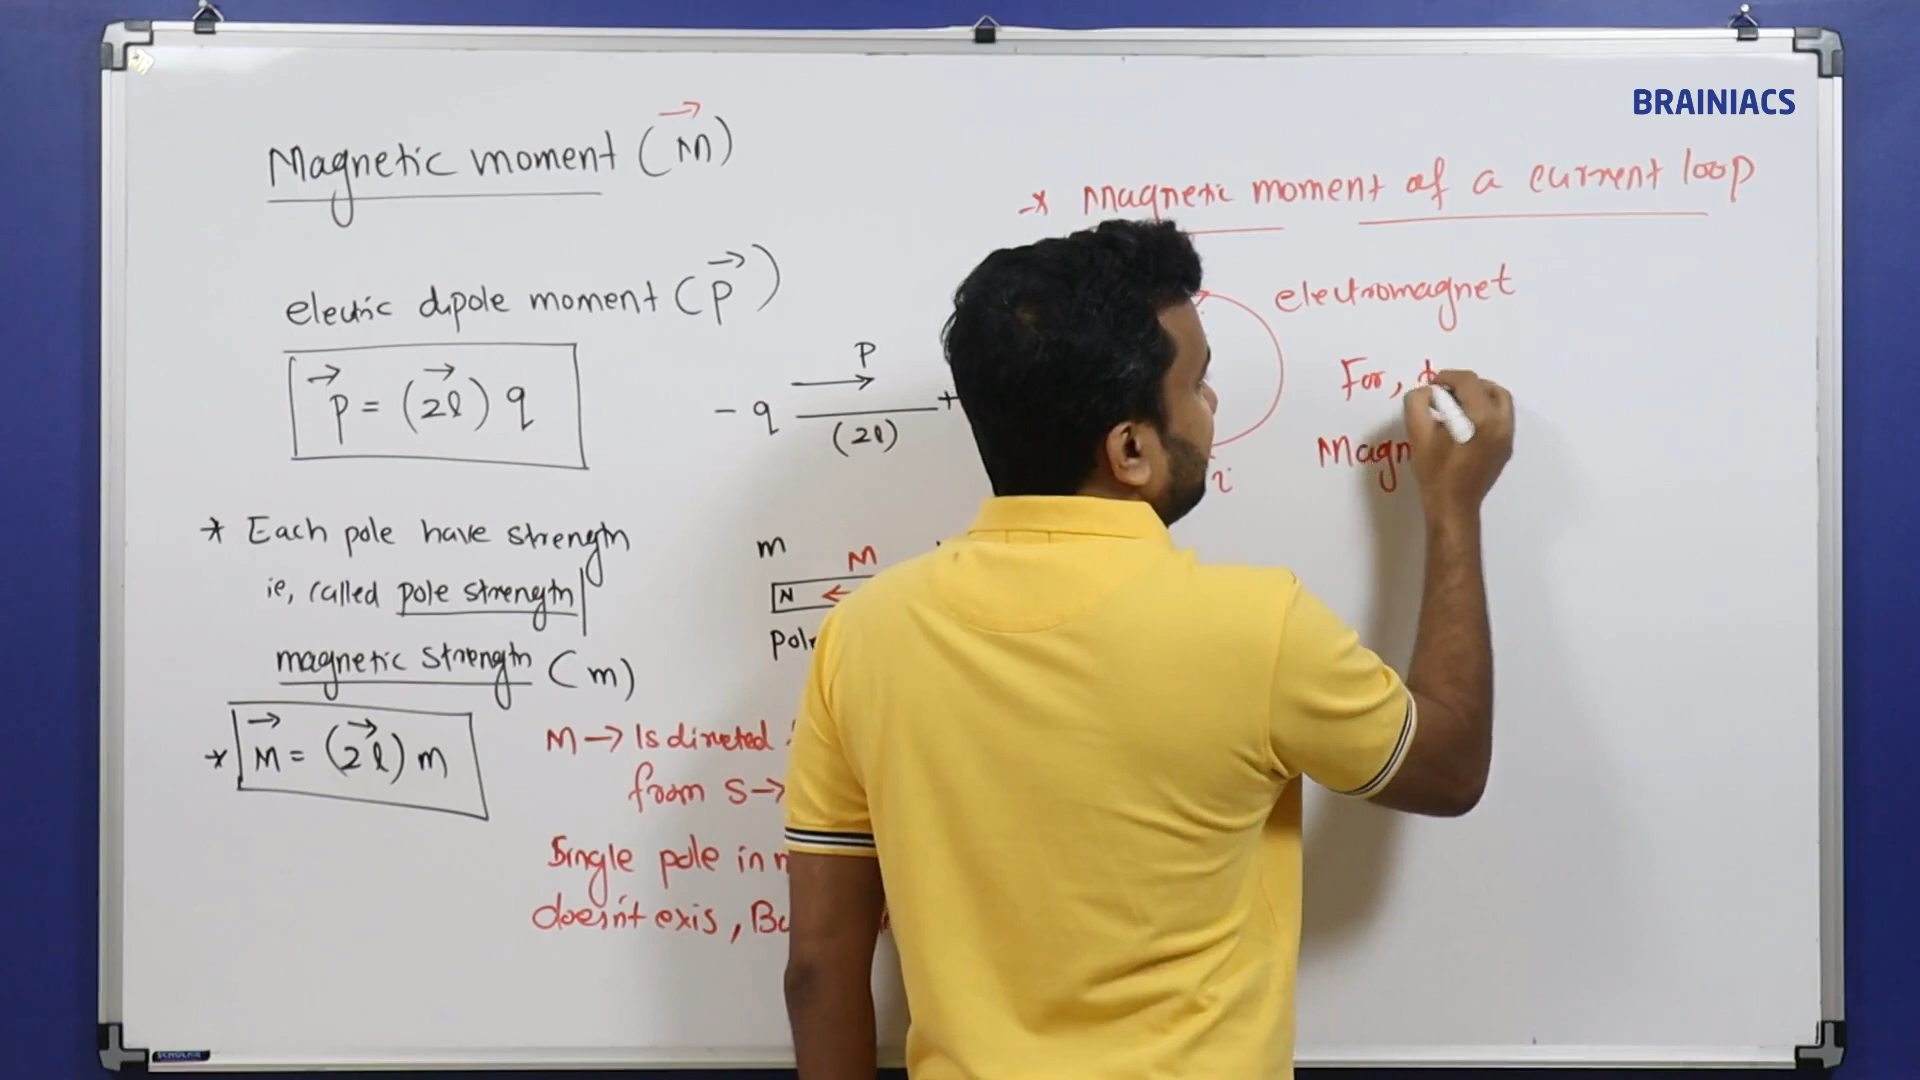 BRAINIACS
Magnetic moment (M)
electric dipole moment (P)
p = (2l) q
P
- q +
(2l)
* Each pole have strength
ie, called pole strength|
magnetic strength (m)
* M = (2l) m
m
M
N
M → Is directed
from S →
Single pole in
doesn't exis,
* Magnetic moment of a current loop
electromagnet
i
For,
Magn